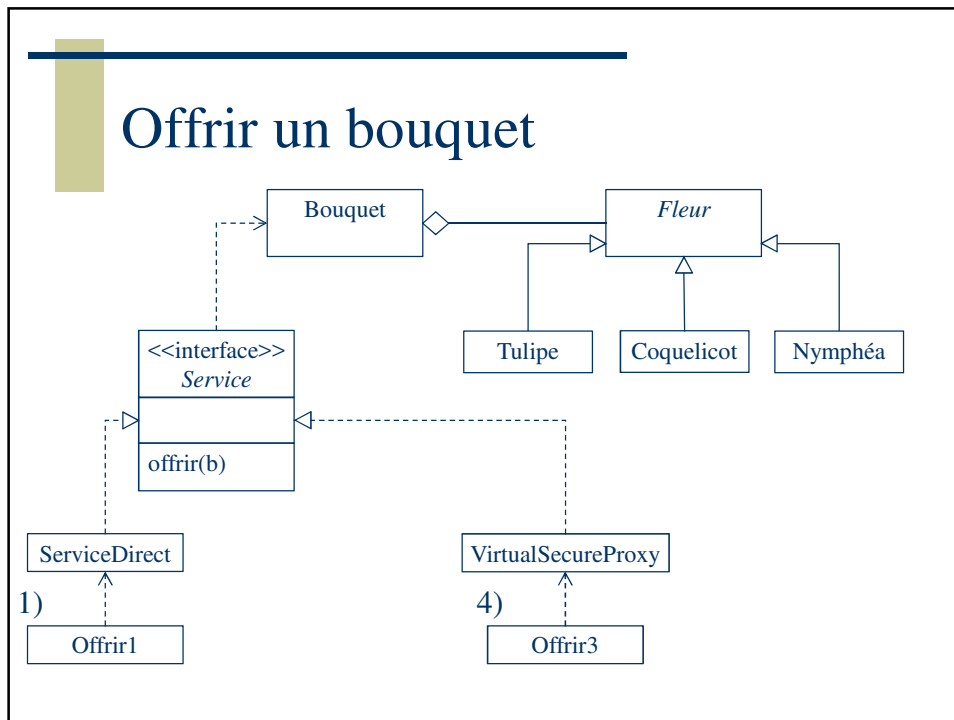 Offrir un bouquet
Bouquet
Fleur
<<interface>>
Service
offrir(b)
Tulipe
Coquelicot
Nymphéa
ServiceDirect
VirtualSecureProxy
1)
4)
Offrir1
Offrir3